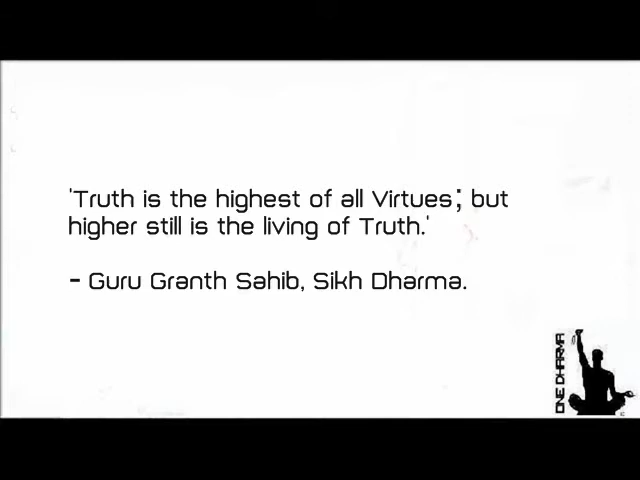 'Truth is the highest of all Virtues; but
higher still is the living of Truth.'
- Guru Granth Sahib, Sikh Dharma.
ONE DHARMA